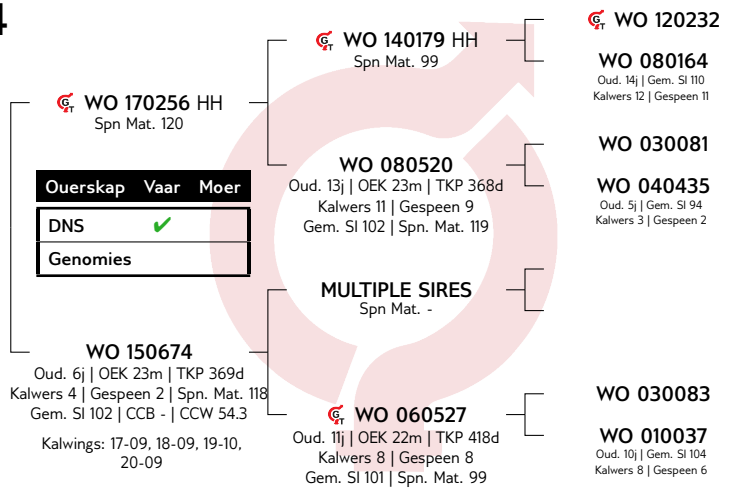 4
GT WO 170256 HH
Spn Mat. 120
Ouerskap Vaar Moer
DNS ✔
Genomies
WO 150674
Oud. 6j | OEK 23m | TKP 369d
Kalwers 4 | Gespeen 2 | Spn. Mat. 118
Gem. SI 102 | CCB - | CCW 54.3
Kalwings: 17-09, 18-09, 19-10,
20-09
GT WO 140179 HH
Spn Mat. 99
WO 080520
Oud. 13j | OEK 23m | TKP 368d
Kalwers 11 | Gespeen 9
Gem. SI 102 | Spn. Mat. 119
MULTIPLE SIRES
Spn Mat. -
GT WO 060527
Oud. 11j | OEK 22m | TKP 418d
Kalwers 8 | Gespeen 8
Gem. SI 101 | Spn. Mat. 99
GT WO 120232
WO 080164
Oud. 14j | Gem. SI 110
Kalwers 12 | Gespeen 11
WO 030081
WO 040435
Oud. 5j | Gem. SI 94
Kalwers 3 | Gespeen 2
WO 030083
WO 010037
Oud. 10j | Gem. SI 104
Kalwers 8 | Gespeen 6